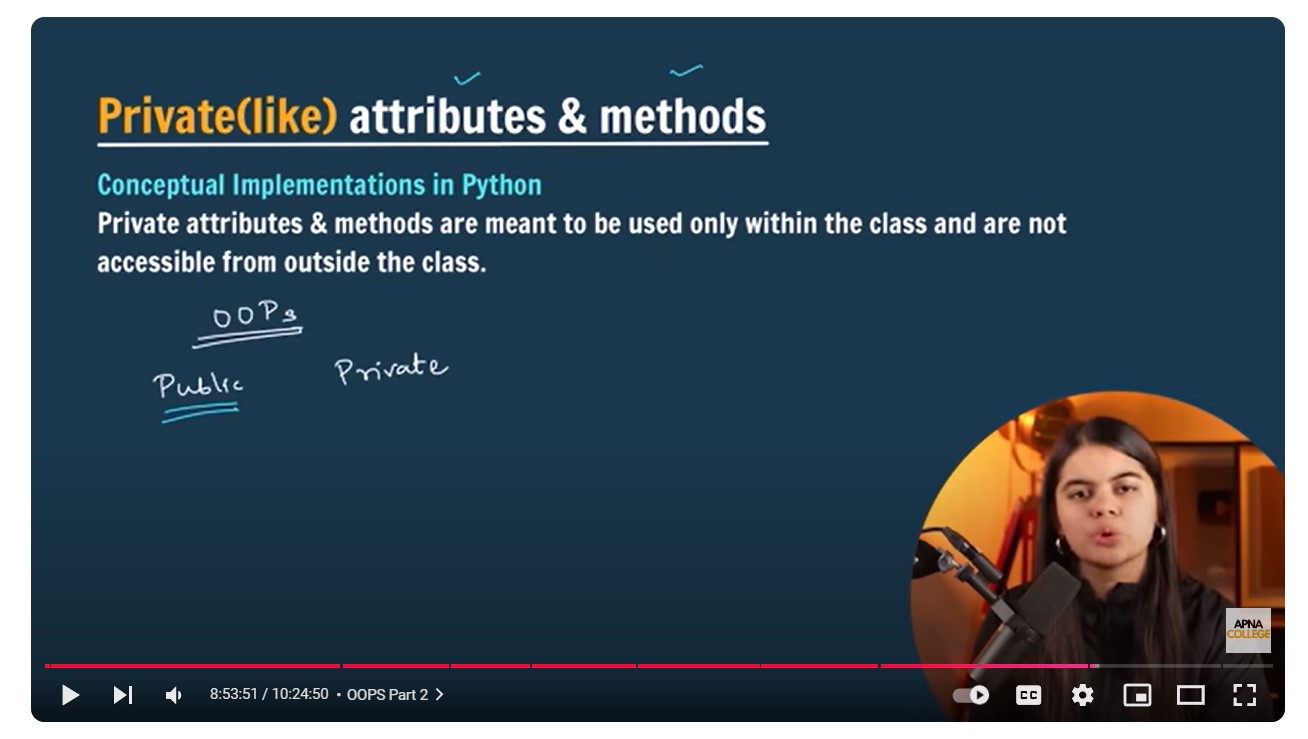 Private(like) attributes & methods
Conceptual Implementations in Python
Private attributes & methods are meant to be used only within the class and are not
accessible from outside the class.
OOPs
Public Private
APNA
COLLEGE
8:53:51 / 10:24:50 • OOPS Part 2
CC